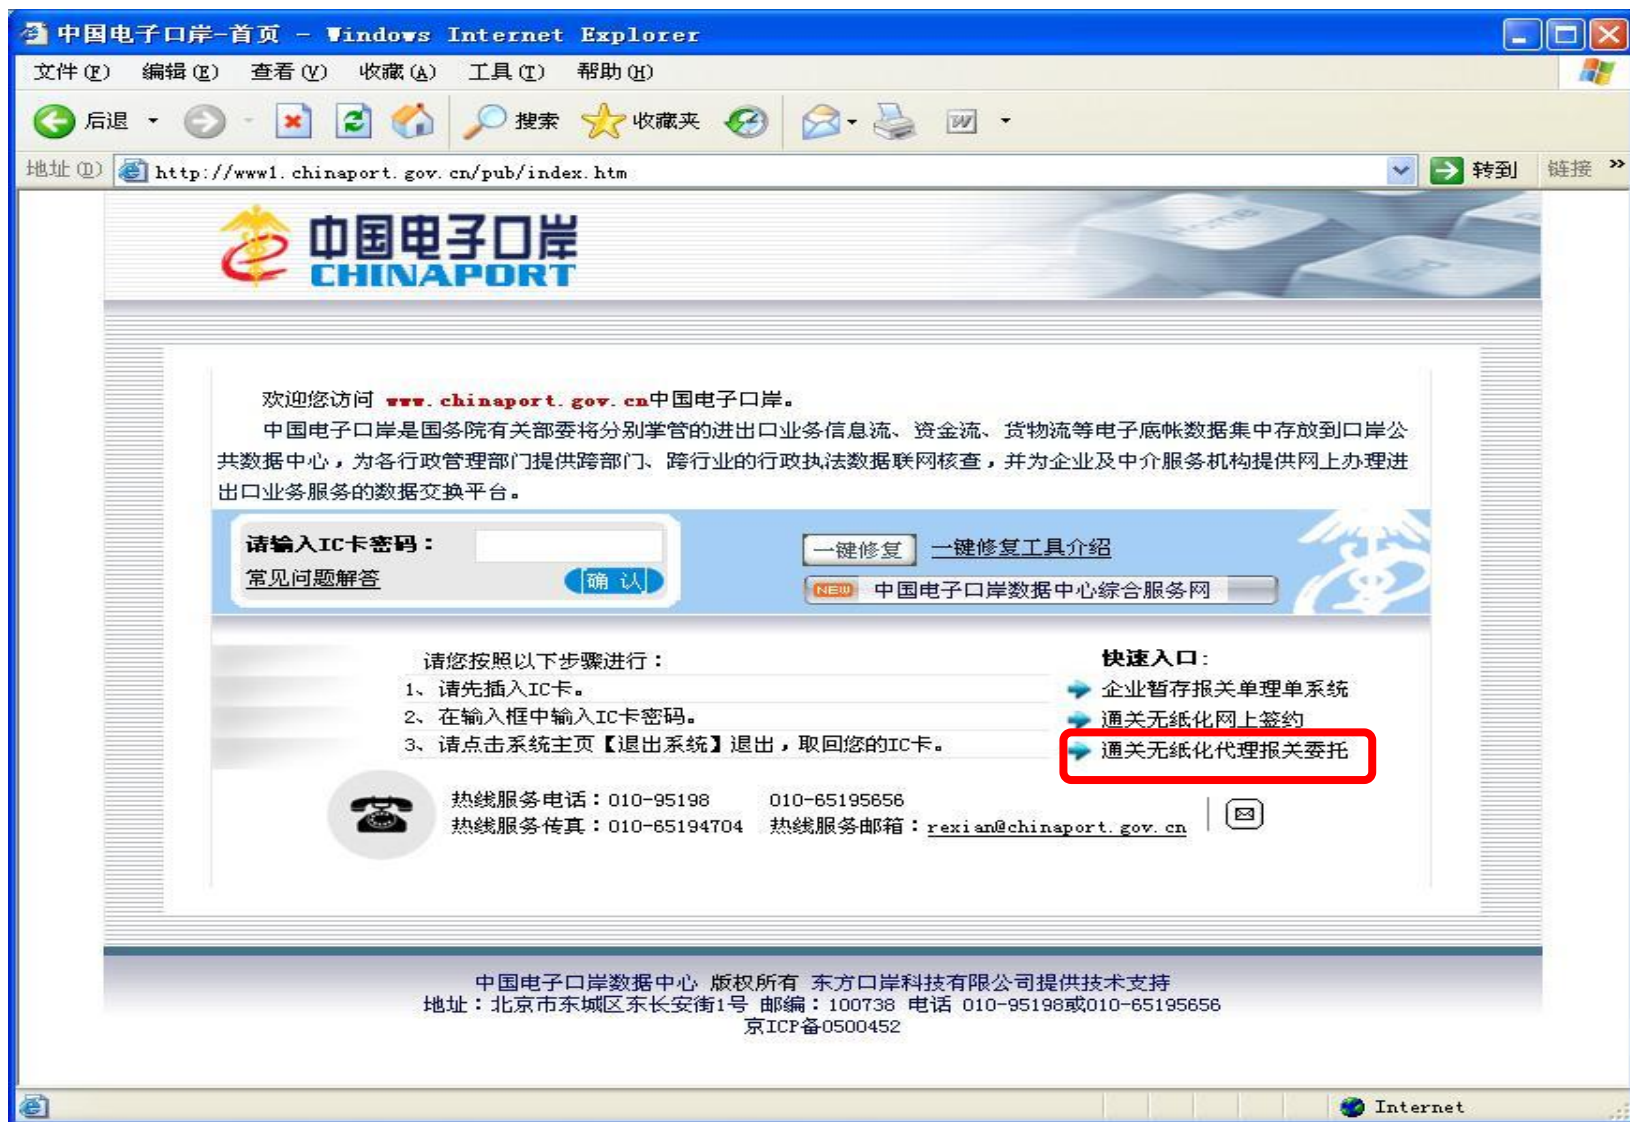 中国电子口岸-首页 - Windows Internet Explorer
文件(F) 编辑(E) 查看(V) 收藏(A) 工具(T) 帮助(H)
后退 搜索 收藏夹
地址(D) http://www1.chinaport.gov.cn/pub/index.htm 转到 链接 »
中国电子口岸
CHINAPORT
欢迎您访问 www.chinaport.gov.cn中国电子口岸。
中国电子口岸是国务院有关部委将分别掌管的进出口业务信息流、资金流、货物流等电子底帐数据集中存放到口岸公
共数据中心，为各行政管理部门提供跨部门、跨行业的行政执法数据联网核查，并为企业及中介服务机构提供网上办理进
出口业务服务的数据交换平台。
请输入IC卡密码：
常见问题解答 确 认
一键修复 一键修复工具介绍
NEW 中国电子口岸数据中心综合服务网
请您按照以下步骤进行：
1、请先插入IC卡。
2、在输入框中输入IC卡密码。
3、请点击系统主页【退出系统】退出，取回您的IC卡。
快速入口:
企业暂存报关单理单系统
通关无纸化网上签约
通关无纸化代理报关委托
热线服务电话：010-95198 010-65195656
热线服务传真：010-65194704 热线服务邮箱：rexian@chinaport.gov.cn
中国电子口岸数据中心 版权所有 东方口岸科技有限公司提供技术支持
地址：北京市东城区东长安街1号 邮编：100738 电话 010-95198或010-65195656
京ICP备0500452
Internet